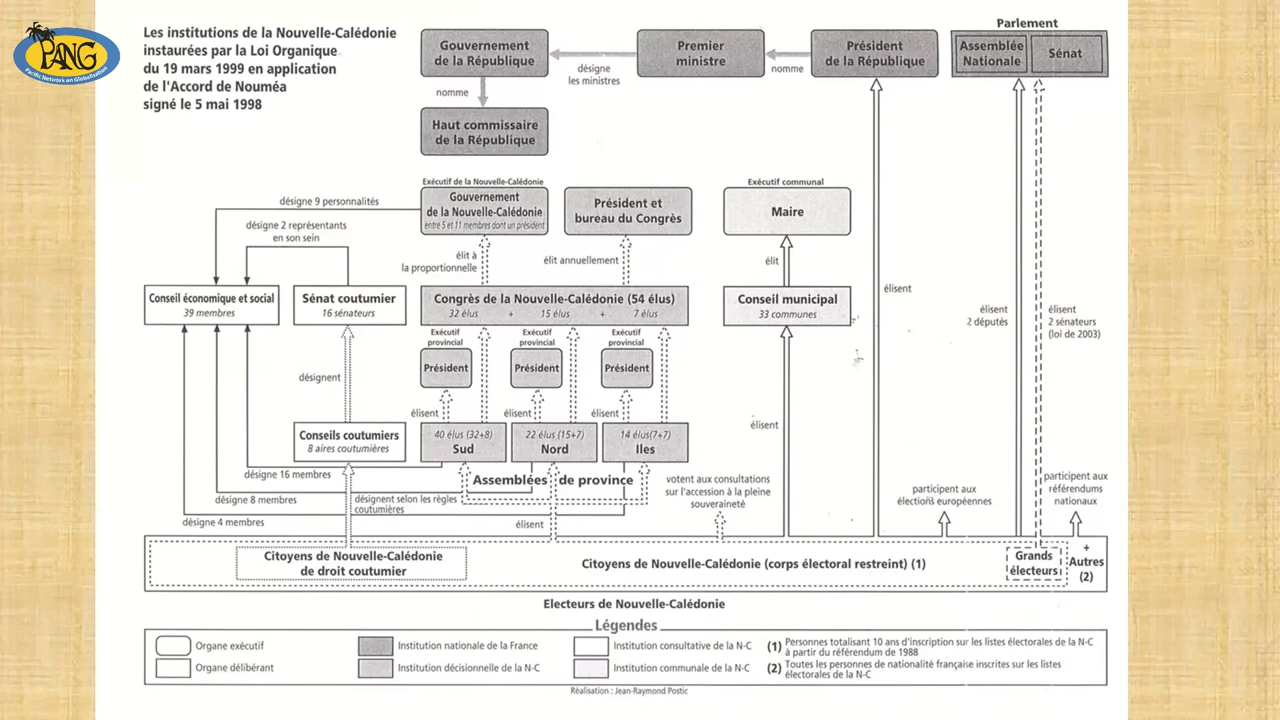 PANG
Pacific Network on Globalisation
Les institutions de la Nouvelle-Calédonie
instaurées par la Loi Organique
du 19 mars 1999 en application
de l'Accord de Nouméa
signé le 5 mai 1998
Gouvernement
de la République
désigne
les ministres
Premier
ministre
nomme
Président
de la République
Parlement
Assemblée
Nationale
Sénat
nomme
Haut commissaire
de la République
Exécutif de la Nouvelle-Calédonie
Gouvernement
de la Nouvelle-Calédonie
entre 5 et 11 membres dont un président
Président et
bureau du Congrès
Exécutif communal
Maire
désigne 9 personnalités
désigne 2 représentants
en son sein
élit à
la proportionnelle
élit annuellement
élit
Conseil économique et social
39 membres
Sénat coutumier
16 sénateurs
Congrès de la Nouvelle-Calédonie (54 élus)
32 élus + 15 élus + 7 élus
Conseil municipal
33 communes
élisent
élisent
2 députés
élisent
2 sénateurs
(loi de 2003)
Exécutif
provincial
Exécutif
provincial
Exécutif
provincial
Président
Président
Président
désignent
élisent
élisent
élisent
élisent
Conseils coutumiers
8 aires coutumières
40 élus (32+8)
Sud
22 élus (15+7)
Nord
14 élus(7+7)
Iles
Assemblées de province
désigne 16 membres
désigne 8 membres
désigne 4 membres
désignent selon les règles
coutumières
élisent
votent aux consultations
sur l'accession à la pleine
souveraineté
participent aux
élections européennes
participent aux
référendums
nationaux
Citoyens de Nouvelle-Calédonie
de droit coutumier
Citoyens de Nouvelle-Calédonie (corps électoral restreint) (1)
Grands
électeurs
+
Autres
(2)
Electeurs de Nouvelle-Calédonie
Légendes
Organe exécutif
Organe délibérant
Institution nationale de la France
Institution décisionnelle de la N-C
Institution consultative de la N-C
Institution communale de la N-C
(1) Personnes totalisant 10 ans d'inscription sur les listes électorales de la N-C
à partir du référendum de 1988
(2) Toutes les personnes de nationalité française inscrites sur les listes
électorales de la N-C
Réalisation : Jean-Raymond Postic